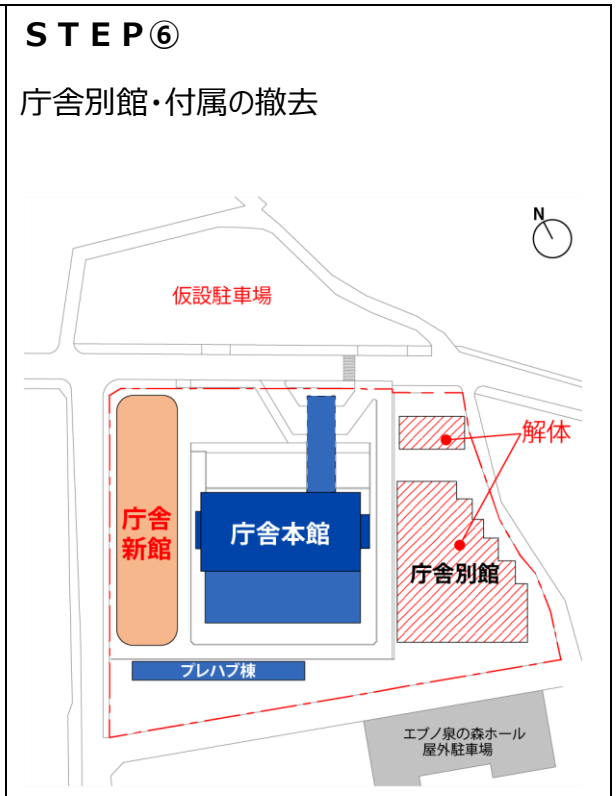 STEP⑥
庁舎別館・付属の撤去
N
仮設駐車場
解体
庁舎
新館
庁舎本館
庁舎別館
プレハブ棟
エブノ泉の森ホール
屋外駐車場